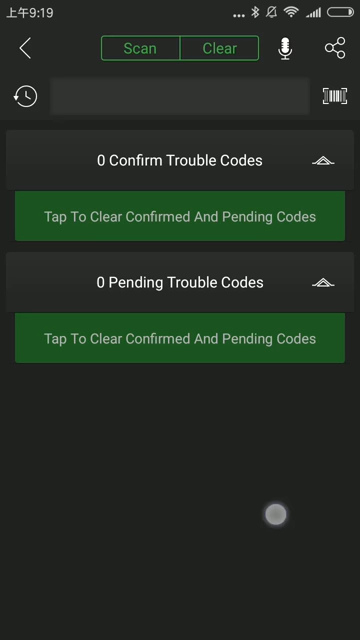 上午9:19
Scan Clear
0 Confirm Trouble Codes
Tap To Clear Confirmed And Pending Codes
0 Pending Trouble Codes
Tap To Clear Confirmed And Pending Codes